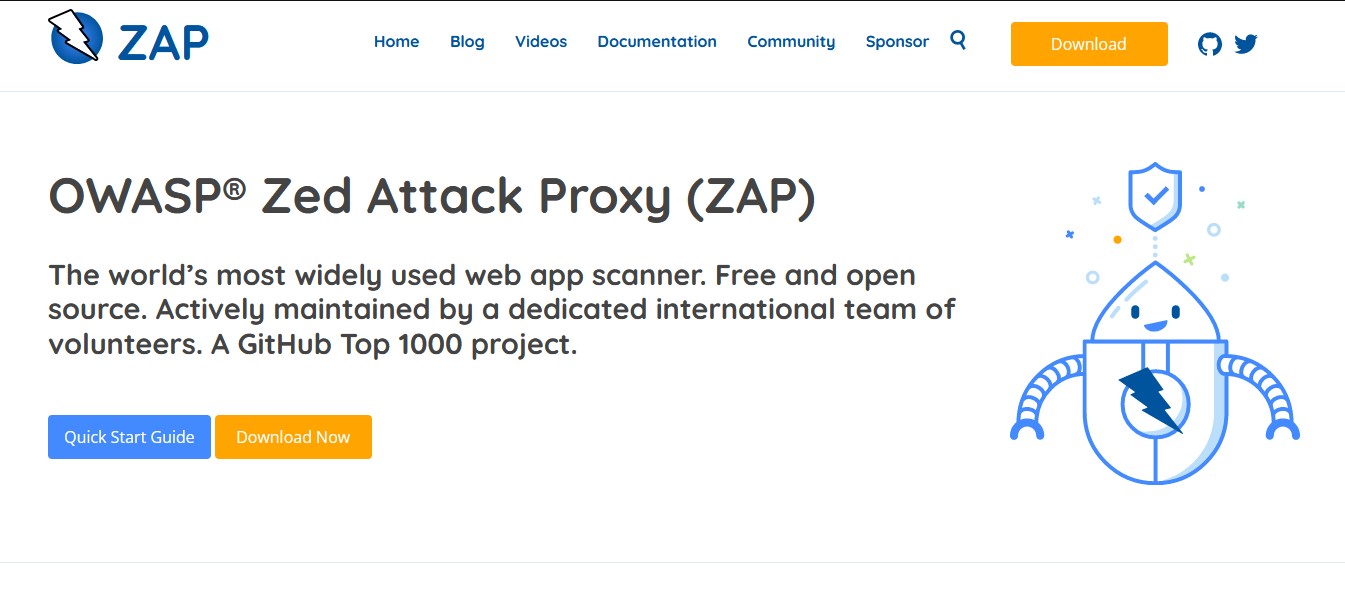 ZAP
Home Blog Videos Documentation Community Sponsor Download
OWASP® Zed Attack Proxy (ZAP)
The world’s most widely used web app scanner. Free and open
source. Actively maintained by a dedicated international team of
volunteers. A GitHub Top 1000 project.
Quick Start Guide Download Now